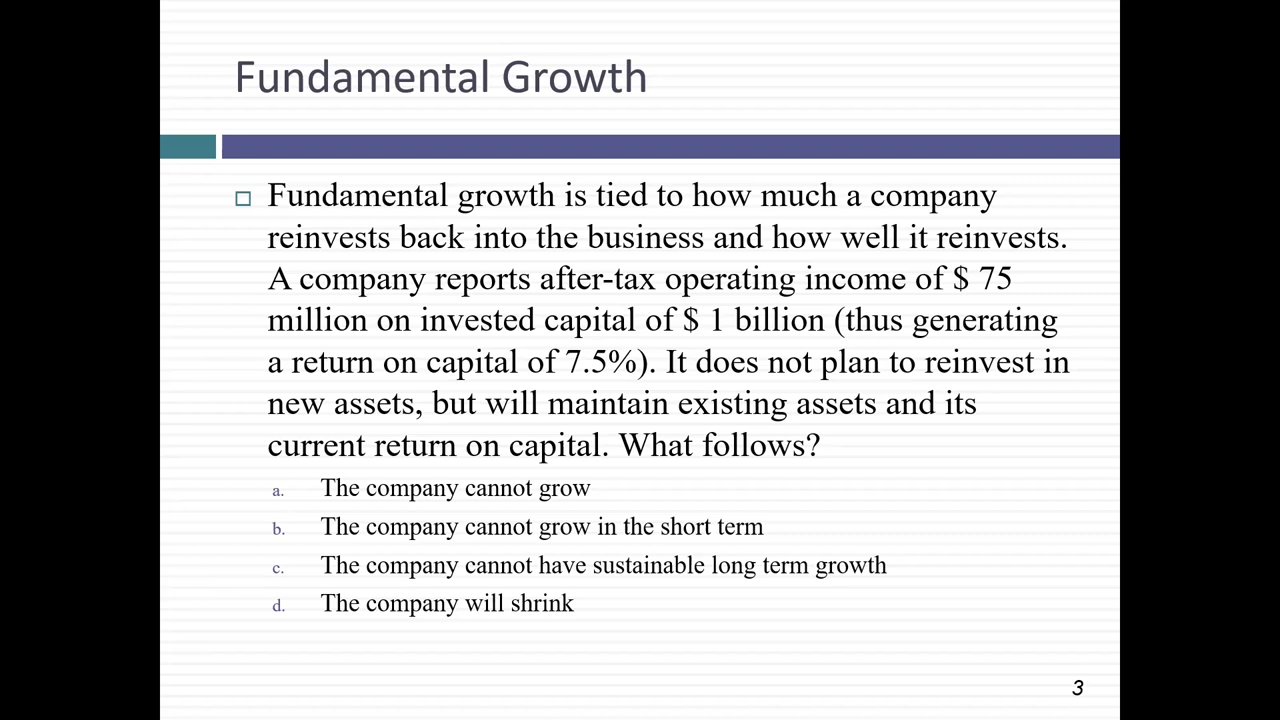 Fundamental Growth
Fundamental growth is tied to how much a company
reinvests back into the business and how well it reinvests.
A company reports after-tax operating income of $ 75
million on invested capital of $ 1 billion (thus generating
a return on capital of 7.5%). It does not plan to reinvest in
new assets, but will maintain existing assets and its
current return on capital. What follows?
a. The company cannot grow
b. The company cannot grow in the short term
c. The company cannot have sustainable long term growth
d. The company will shrink
3